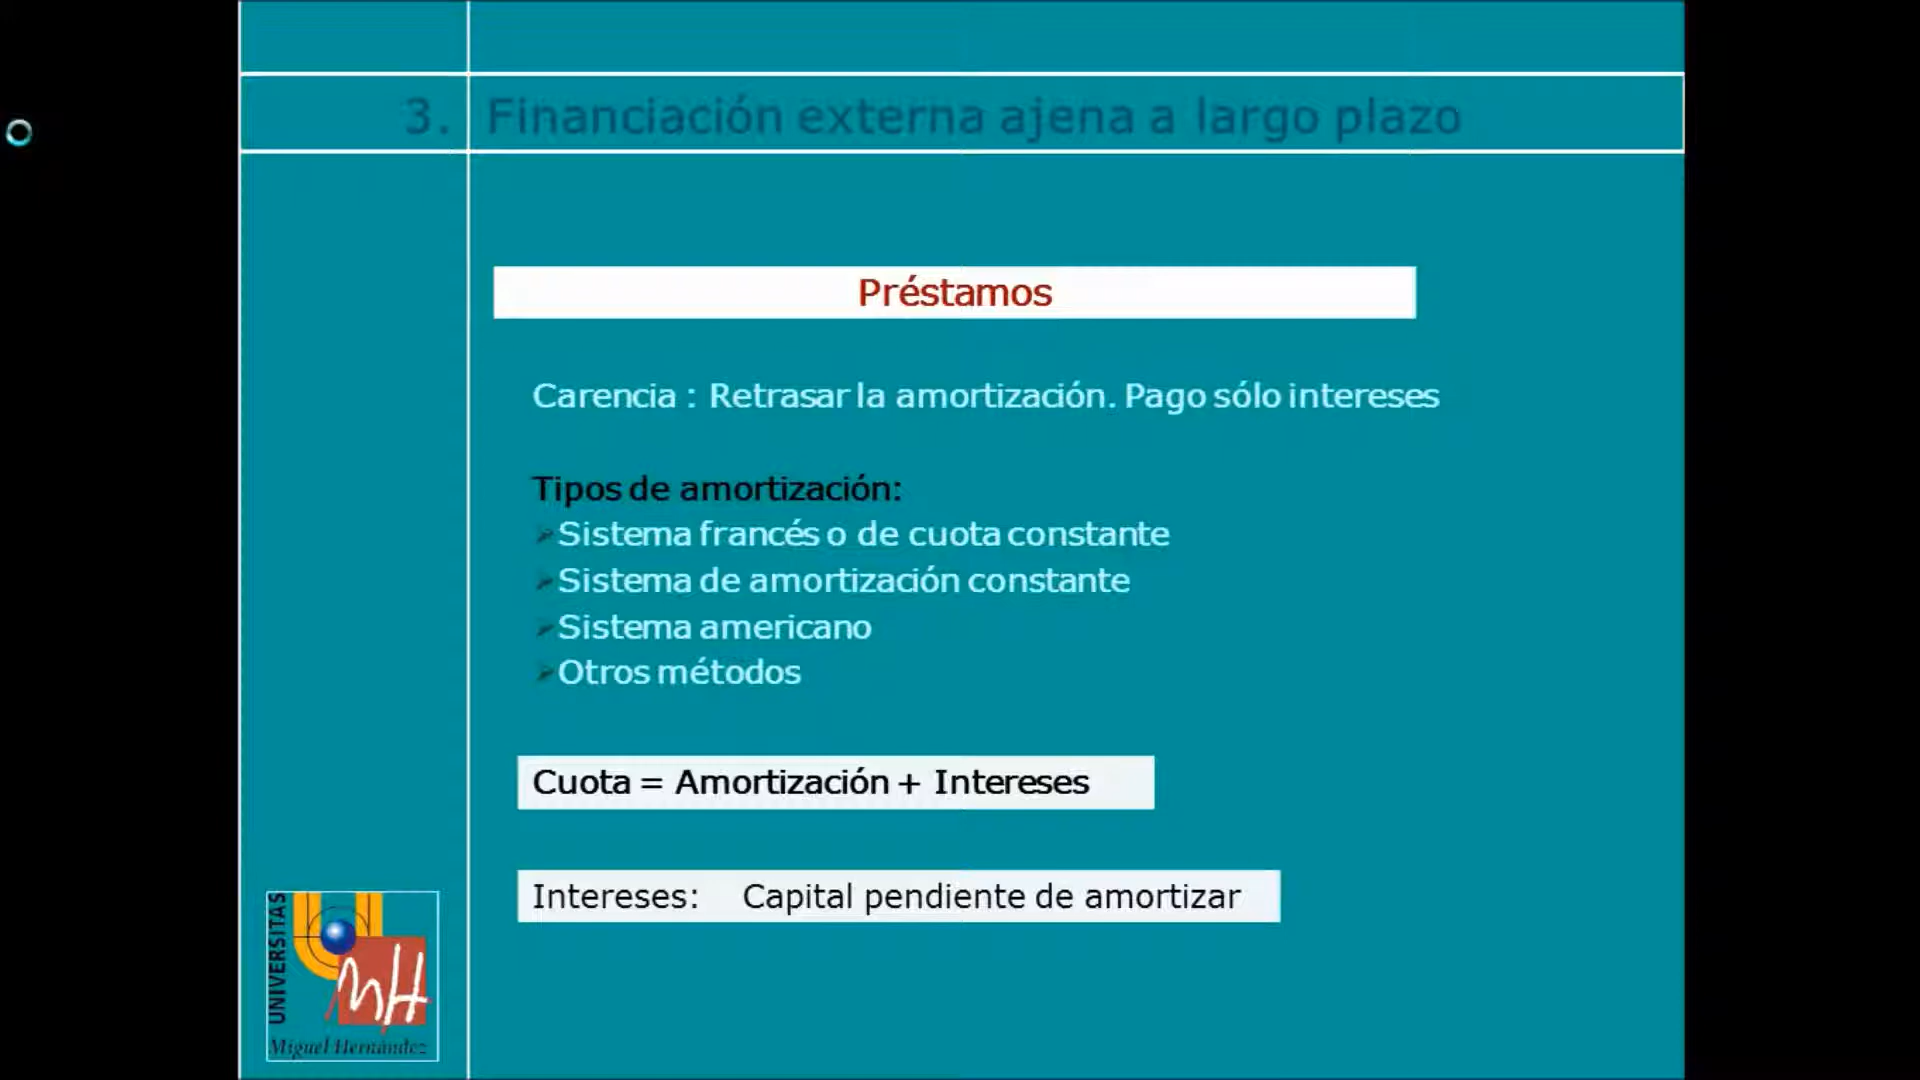 3. Financiación externa ajena a largo plazo
Préstamos
Carencia : Retrasar la amortización. Pago sólo intereses
Tipos de amortización:
Sistema francés o de cuota constante
Sistema de amortización constante
Sistema americano
Otros métodos
Cuota = Amortización + Intereses
Intereses: Capital pendiente de amortizar
UNIVERSITAS
Miguel Hernández